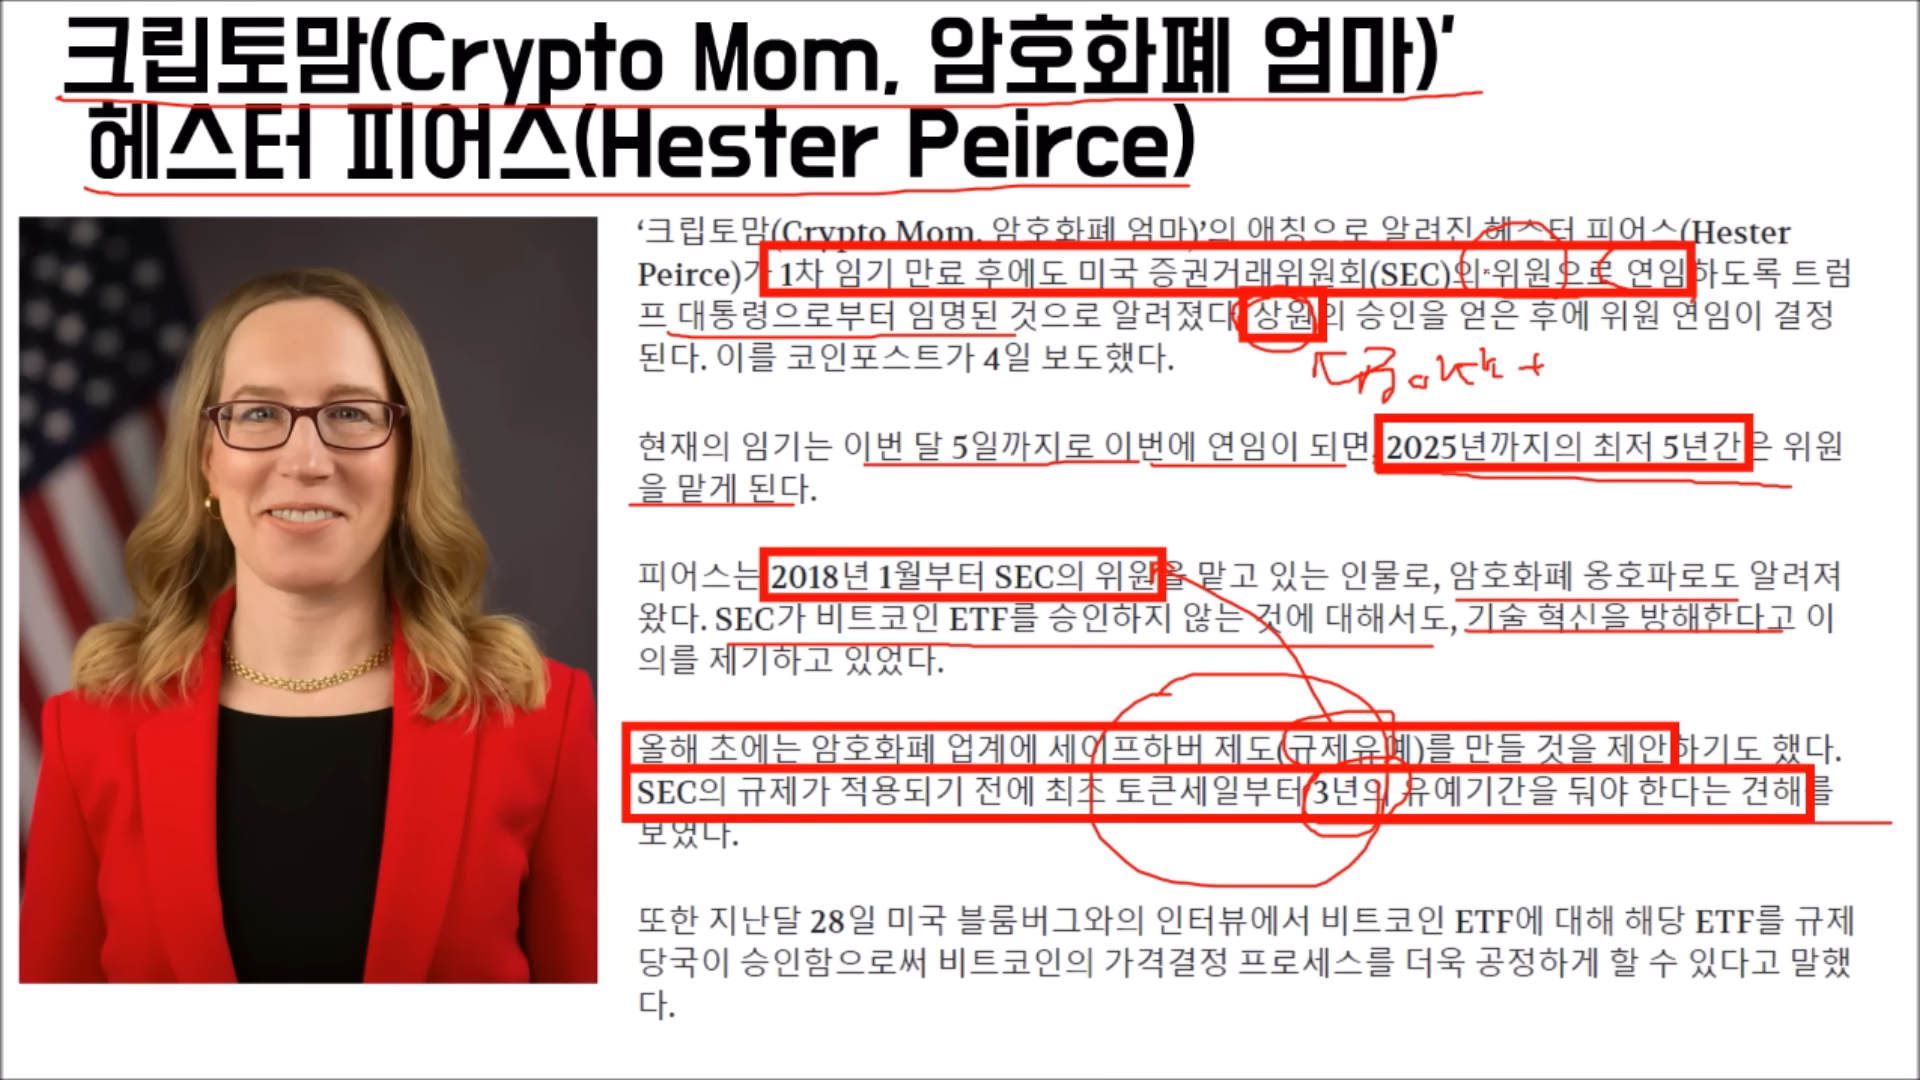 크립토맘(Crypto Mom, 암호화폐 엄마)’
헤스터 피어스(Hester Peirce)
‘크립토맘(Crypto Mom, 암호화폐 엄마)’의 애칭으로 알려진 헤스터 피어스(Hester
Peirce)가 1차 임기 만료 후에도 미국 증권거래위원회(SEC)의 위원으로 연임하도록 트럼
프 대통령으로부터 임명된 것으로 알려졌다. 상원의 승인을 얻은 후에 위원 연임이 결정
된다. 이를 코인포스트가 4일 보도했다.
현재의 임기는 이번 달 5일까지로 이번에 연임이 되면, 2025년까지의 최저 5년간은 위원
을 맡게 된다.
피어스는 2018년 1월부터 SEC의 위원을 맡고 있는 인물로, 암호화폐 옹호파로도 알려져
왔다. SEC가 비트코인 ETF를 승인하지 않는 것에 대해서도, 기술 혁신을 방해한다고 이
의를 제기하고 있었다.
올해 초에는 암호화폐 업계에 세이프하버 제도(규제유예)를 만들 것을 제안하기도 했다.
SEC의 규제가 적용되기 전에 최초 토큰세일부터 3년의 유예기간을 둬야 한다는 견해를
보였다.
또한 지난달 28일 미국 블룸버그와의 인터뷰에서 비트코인 ETF에 대해 해당 ETF를 규제
당국이 승인함으로써 비트코인의 가격결정 프로세스를 더욱 공정하게 할 수 있다고 말했
다.